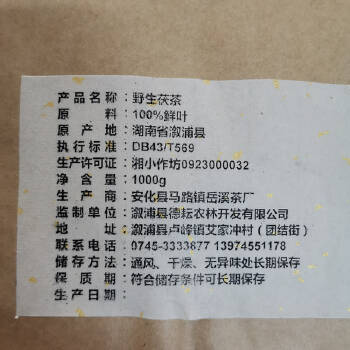 产品名称：野生茯茶
原　　料：100%鲜叶
原 产 地：湖南省溆浦县
执行标准：DB43/T569
生产许可证：湘小作坊0923000032
净 含 量：1000g
生 产 商：安化县马路镇岳溪茶厂
监制单位：溆浦县德耘农林开发有限公司
地　　址：溆浦县卢峰镇艾家冲村（团结街）
联系电话：0745-3333877 13974551178
储存方法：通风、干燥、无异味处长期保存
保 质 期：符合储存条件可长期保存
生产日期：